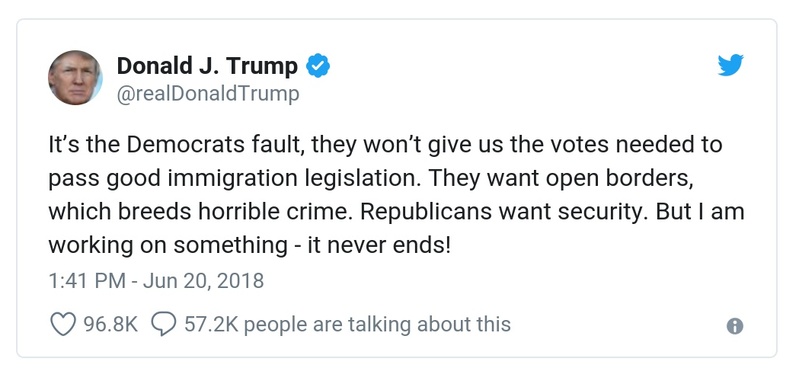 Donald J. Trump
@realDonaldTrump
It’s the Democrats fault, they won’t give us the votes needed to
pass good immigration legislation. They want open borders,
which breeds horrible crime. Republicans want security. But I am
working on something - it never ends!
1:41 PM - Jun 20, 2018
96.8K 57.2K people are talking about this